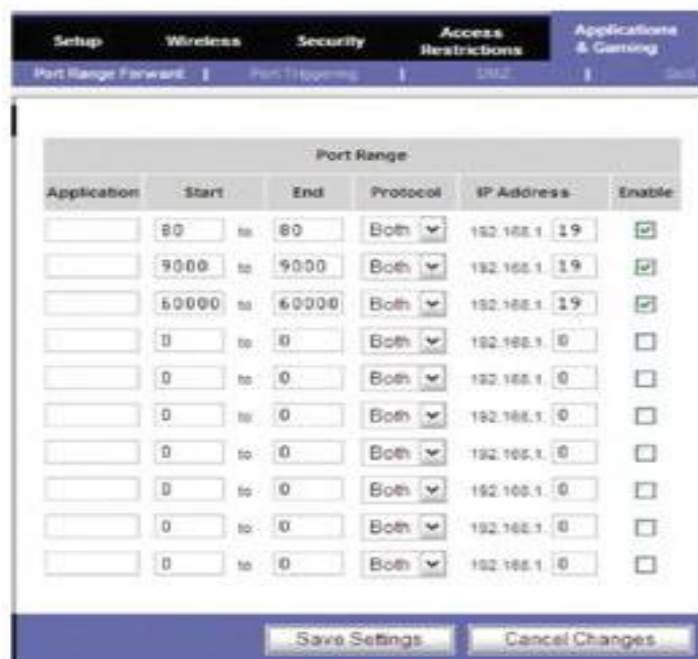 Setup Wireless Security Access Restrictions Applications & Gaming
Port Range Forward | Port Triggering | DMZ | QoS
Port Range
Application Start End Protocol IP Address Enable
80 to 80 Both 192.168.1. 19
9000 to 9000 Both 192.168.1. 19
60000 to 60000 Both 192.168.1. 19
0 to 0 Both 192.168.1. 0
0 to 0 Both 192.168.1. 0
0 to 0 Both 192.168.1. 0
0 to 0 Both 192.168.1. 0
0 to 0 Both 192.168.1. 0
0 to 0 Both 192.168.1. 0
0 to 0 Both 192.168.1. 0
Save Settings Cancel Changes